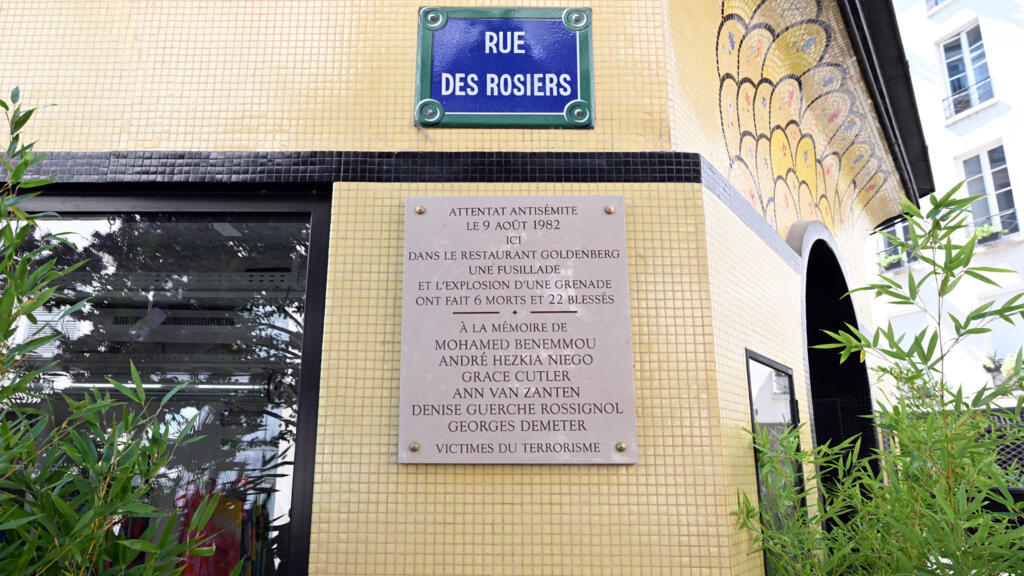 RUE
DES ROSIERS
ATTENTAT ANTISÉMITE
LE 9 AOÛT 1982
ICI
DANS LE RESTAURANT GOLDENBERG
UNE FUSILLADE
ET L'EXPLOSION D'UNE GRENADE
ONT FAIT 6 MORTS ET 22 BLESSÉS
À LA MÉMOIRE DE
MOHAMED BENEMMOU
ANDRÉ HEZKIA NIEGO
GRACE CUTLER
ANN VAN ZANTEN
DENISE GUERCHE ROSSIGNOL
GEORGES DEMETER
VICTIMES DU TERRORISME